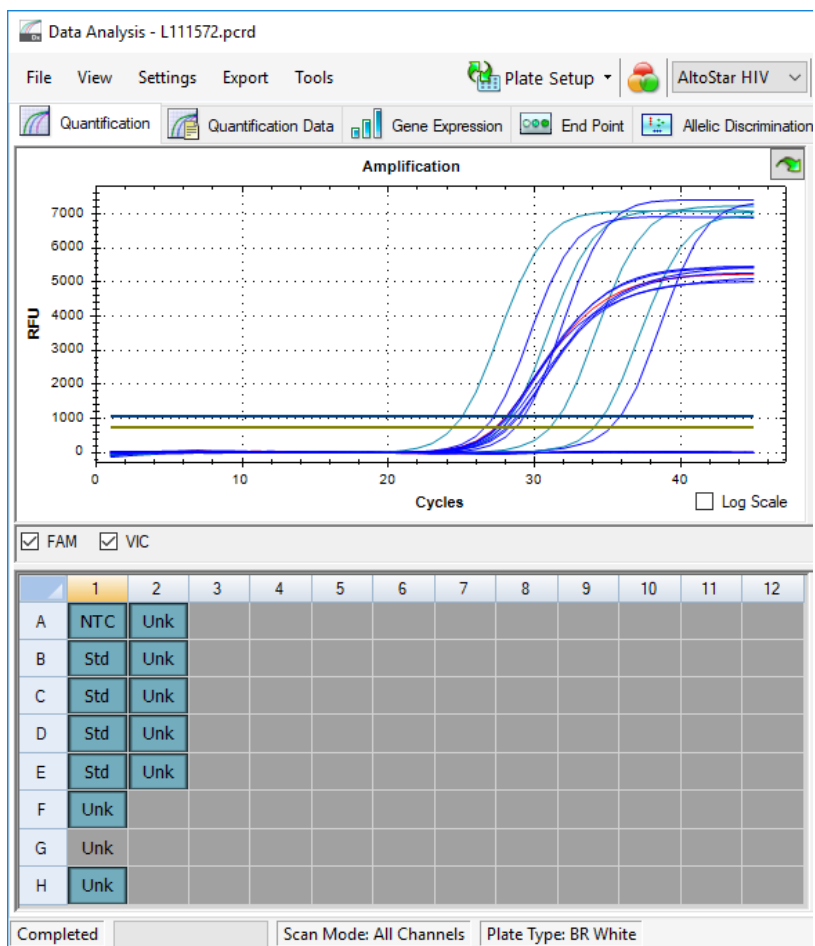 Data Analysis - L111572.pcrd
File View Settings Export Tools Plate Setup AltoStar HIV
Quantification Quantification Data Gene Expression End Point Allelic Discrimination
Amplification
7000
6000
5000
4000
3000
2000
1000
0
RFU
0 10 20 30 40
Cycles
Log Scale
FAM VIC
1 2 3 4 5 6 7 8 9 10 11 12
A NTC Unk
B Std Unk
C Std Unk
D Std Unk
E Std Unk
F Unk
G Unk
H Unk
Completed Scan Mode: All Channels Plate Type: BR White